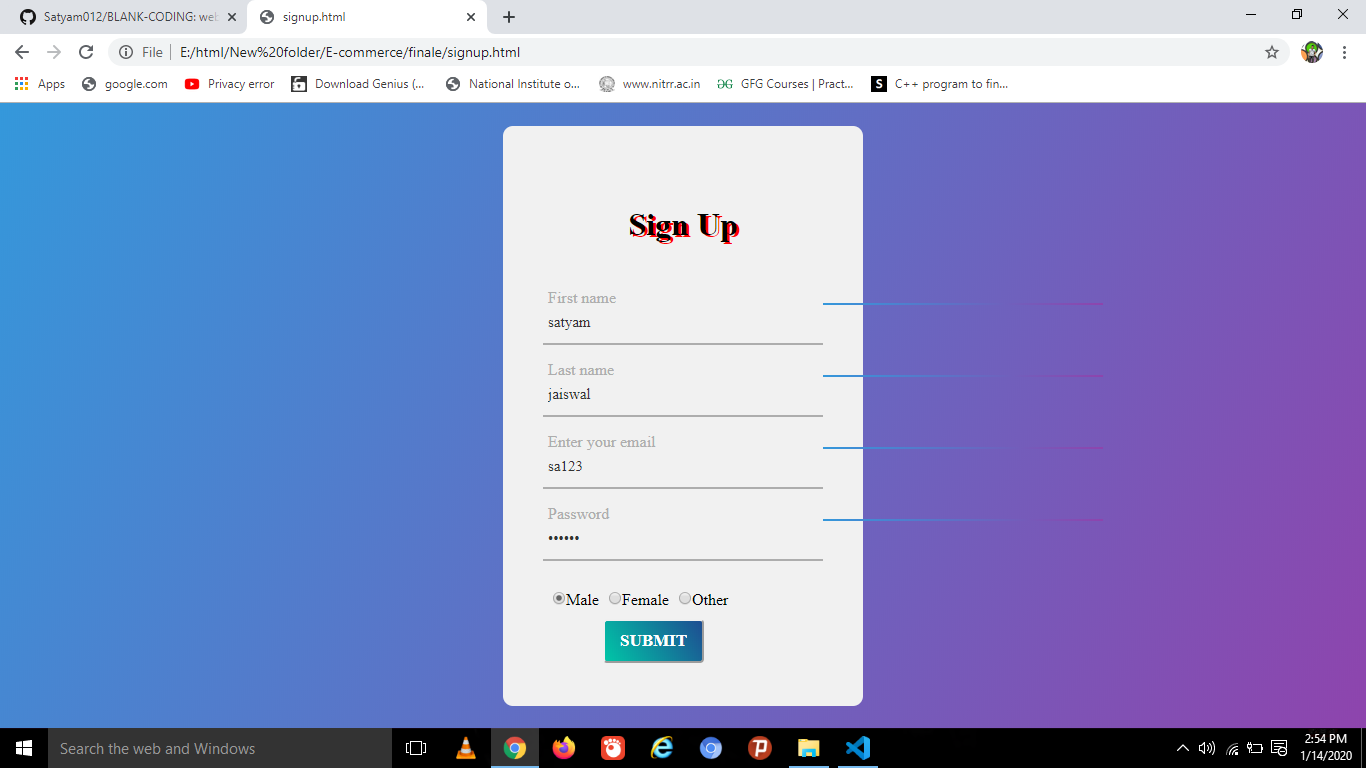 Satyam012/BLANK-CODING: web
signup.html
File
E:/html/New%20folder/E-commerce/finale/signup.html
Apps
google.com
Privacy error
Download Genius (...
National Institute o...
www.nitrr.ac.in
GFG Courses | Pract...
S
C++ program to fin...
Sign Up
First name
satyam
Last name
jaiswal
Enter your email
sa123
Password
••••••
Male Female Other
SUBMIT
Search the web and Windows
2:54 PM
1/14/2020